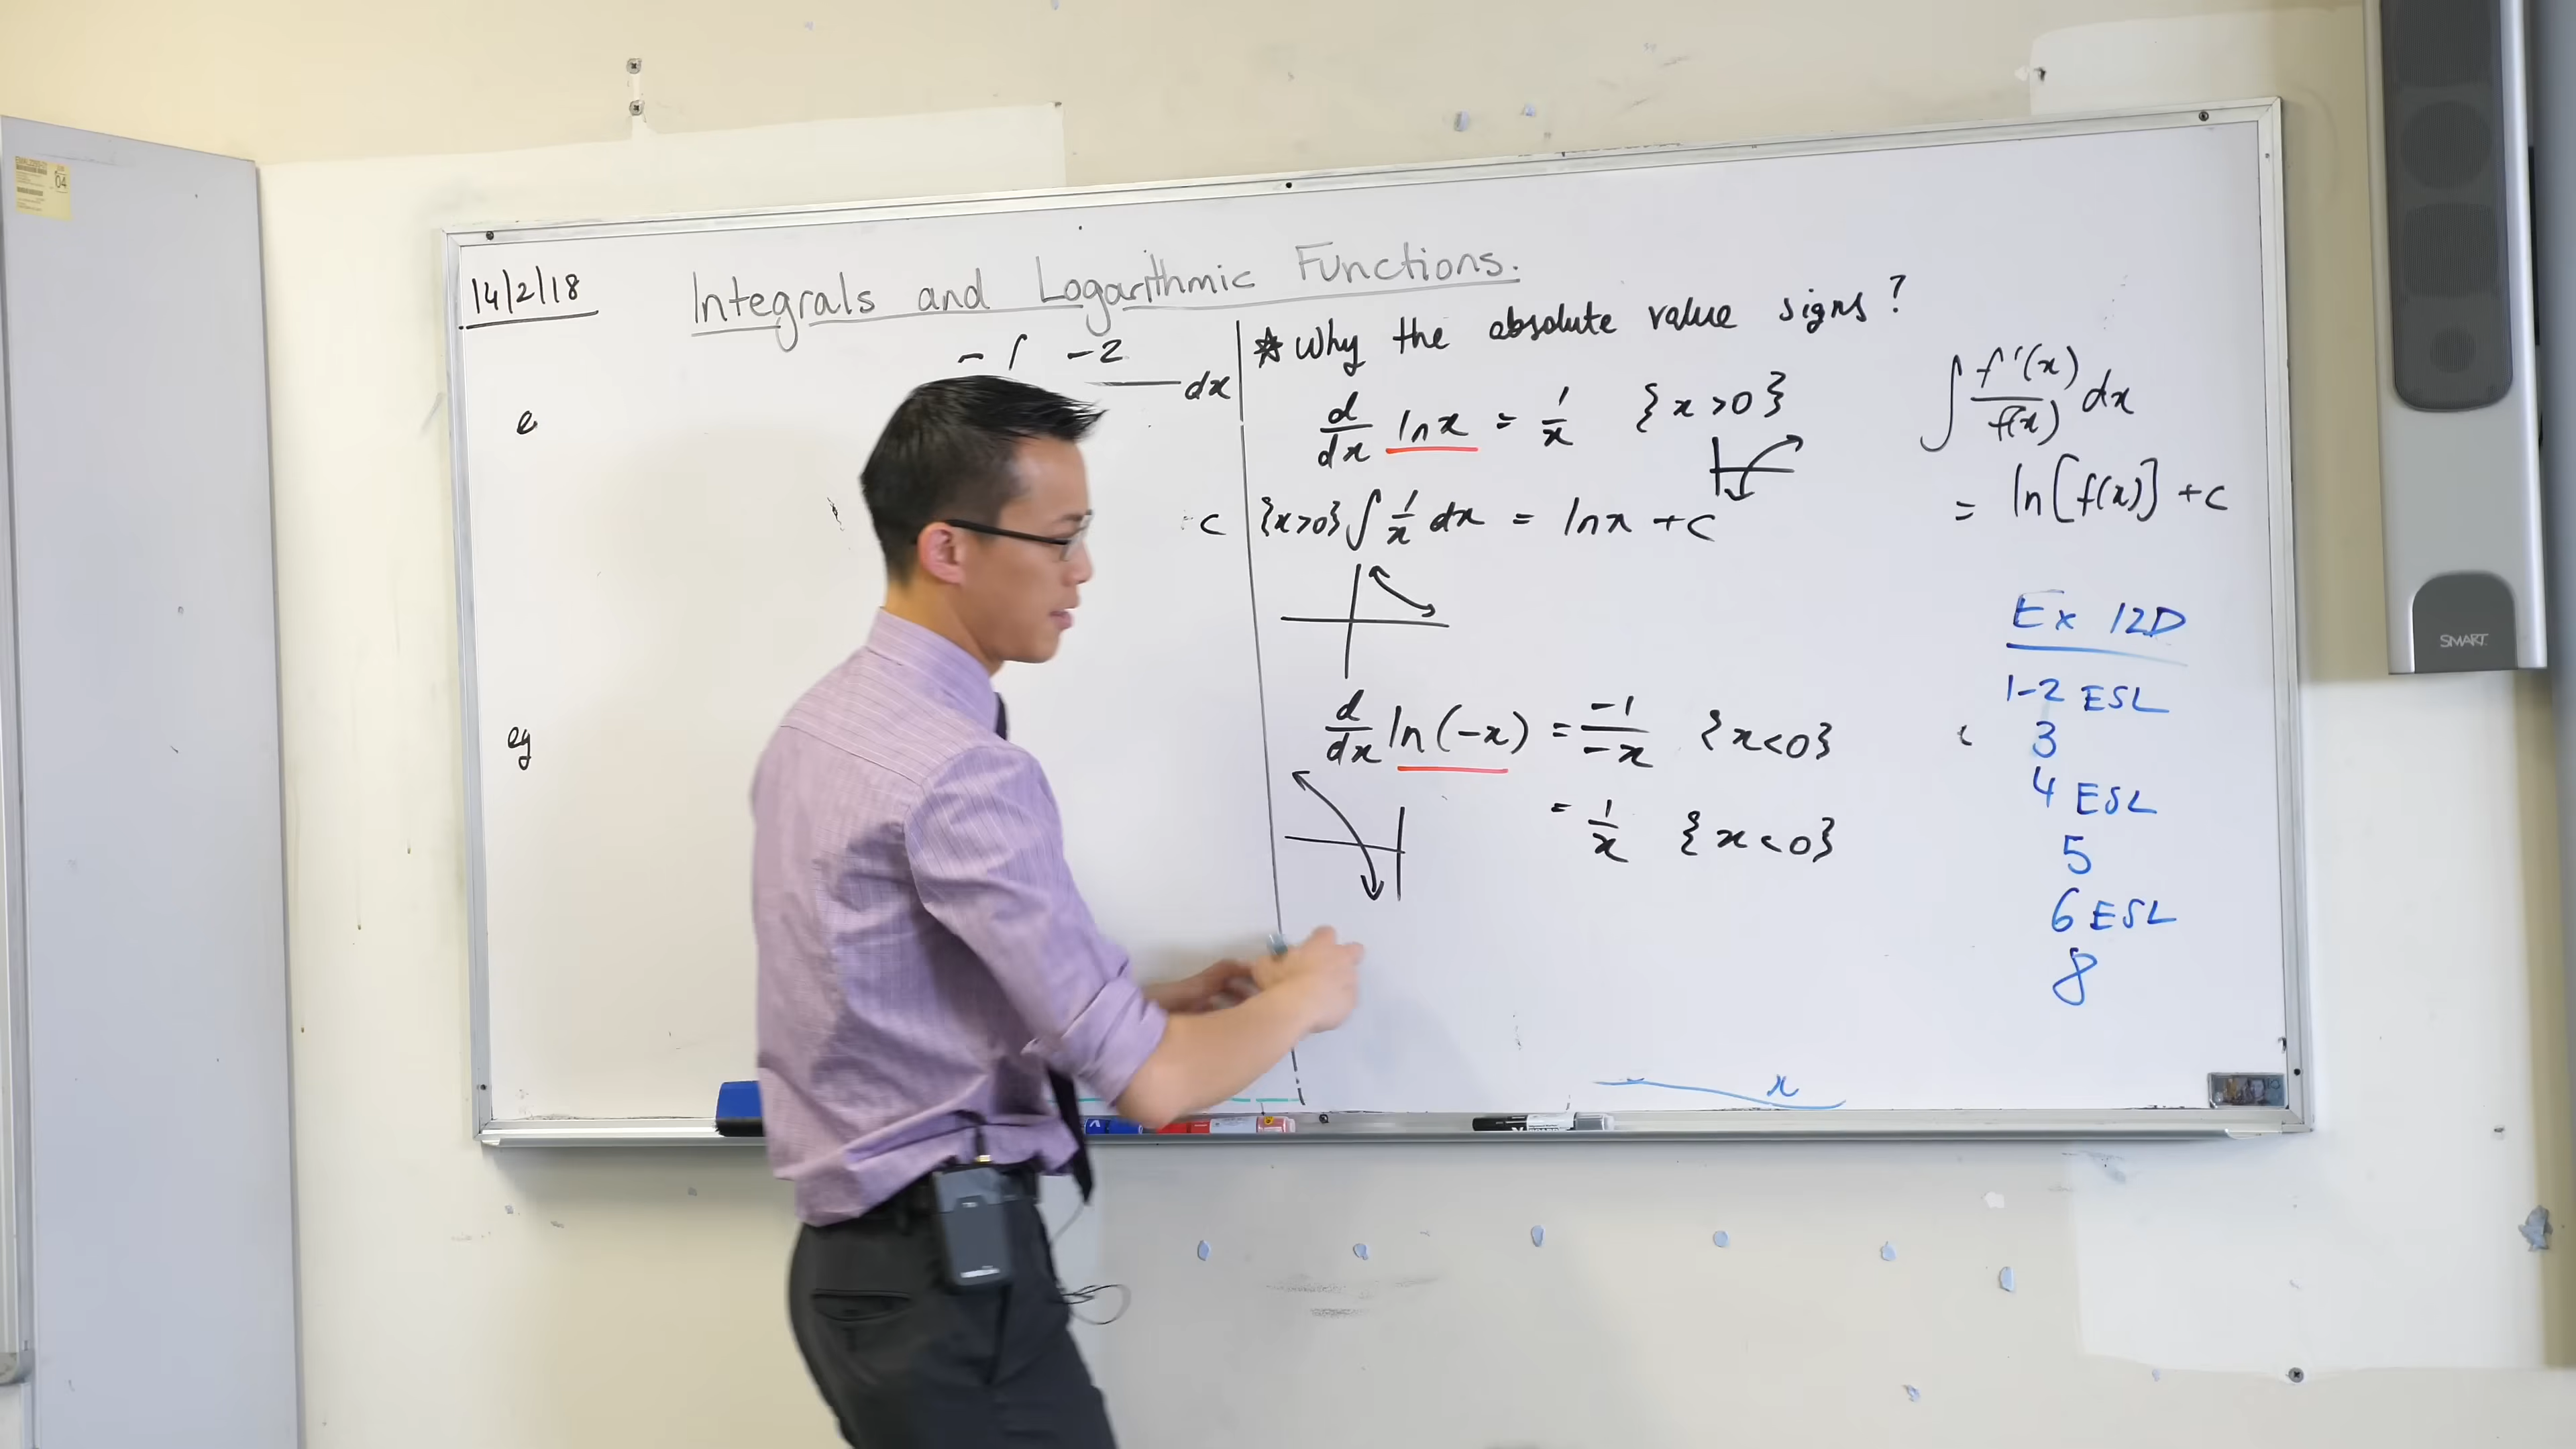 14/2/18
Integrals and Logarithmic Functions.
-∫ -2 dx
e
c
eg
☆ Why the absolute value signs?
d/dx ln x = 1/x {x>0}
{x>0} ∫ 1/x dx = ln x + c
d/dx ln(-x) = -1/-x {x<0}
= 1/x {x<0}
x
∫ f'(x)/f(x) dx
= ln[f(x)] + c
Ex 12D
1-2 ESL
3
4 ESL
5
6 ESL
8
SMART
04